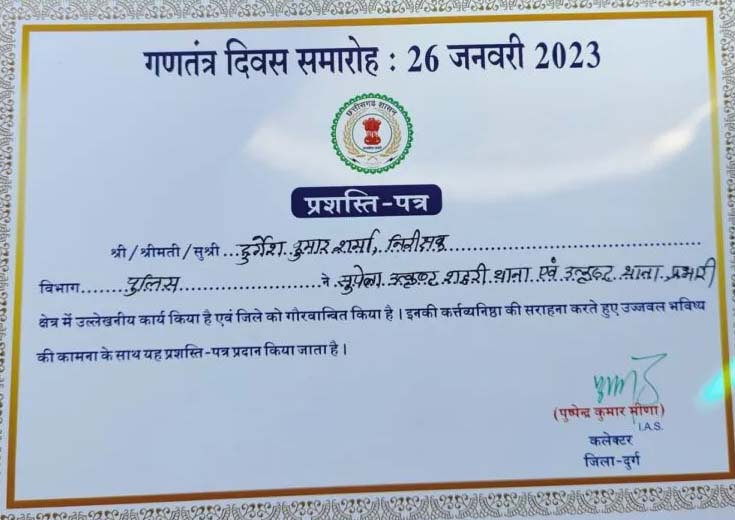 गणतंत्र दिवस समारोह : 26 जनवरी 2023
छत्तीसगढ़ शासन
प्रशस्ति-पत्र
श्री/श्रीमती/सुश्री...दुर्गेश कुमार शर्मा, निरीक्षक
विभाग.......पुलिस.......ने सुपेला उत्कृष्ट शहरी थाना एवं उत्कृष्ट थाना प्रभारी
क्षेत्र में उल्लेखनीय कार्य किया है एवं जिले को गौरवान्वित किया है। इनकी कर्त्तव्यनिष्ठा की सराहना करते हुए उज्जवल भविष्य
की कामना के साथ यह प्रशस्ति-पत्र प्रदान किया जाता है।
(पुष्पेन्द्र कुमार मीणा)
I.A.S.
कलेक्टर
जिला-दुर्ग